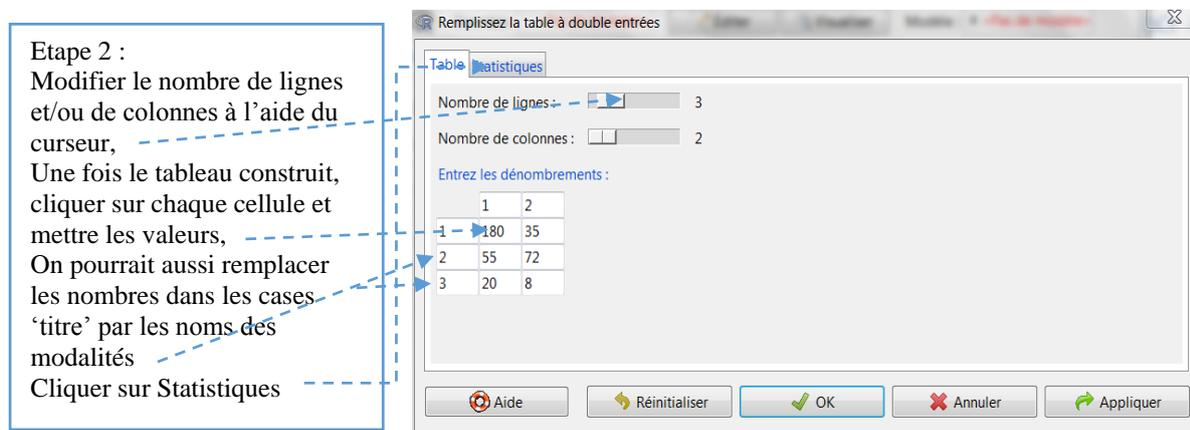 Etape 2 :
Modifier le nombre de lignes
et/ou de colonnes à l'aide du
curseur,
Une fois le tableau construit,
cliquer sur chaque cellule et
mettre les valeurs,
On pourrait aussi remplacer
les nombres dans les cases
‘titre’ par les noms des
modalités
Cliquer sur Statistiques
Remplissez la table à double entrées
Table Statistiques
Nombre de lignes : 3
Nombre de colonnes : 2
Entrez les dénombrements :
1 2
1 180 35
2 55 72
3 20 8
Aide Réinitialiser OK Annuler Appliquer